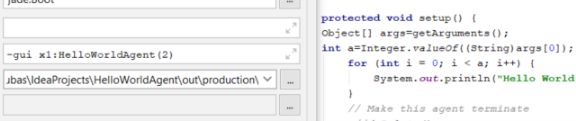 jade.Boot
-gui x1:HelloWorldAgent(2)
ubas\IdeaProjects\HelloWorldAgent\out\production\
...
...
protected void setup() {
Object[] args=getArguments();
int a=Integer.valueOf((String)args[0]);
for (int i = 0; i < a; i++) {
System.out.println("Hello World
}
// Make this agent terminate